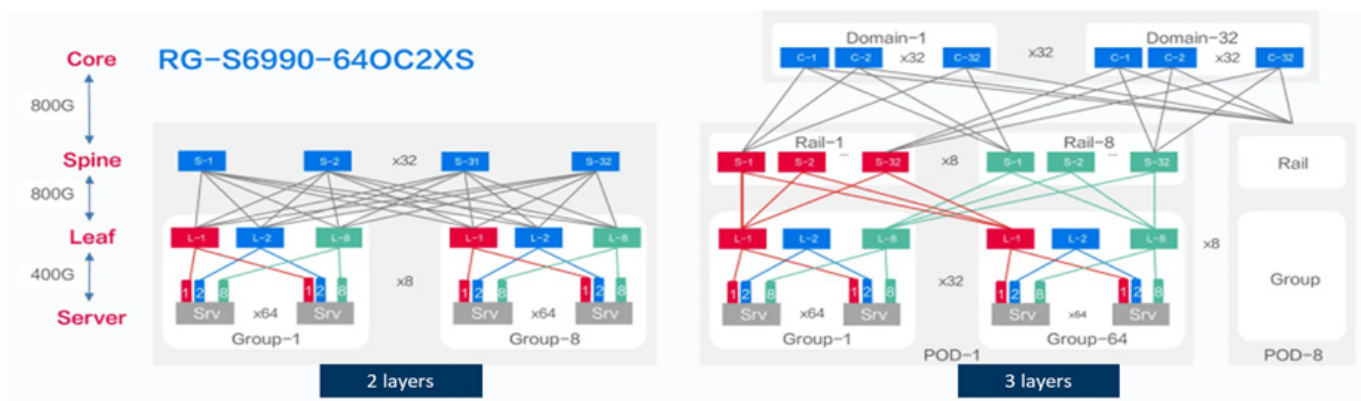 RG-S6990-64OC2XS
Core
800G
Spine
800G
Leaf
400G
Server
S-1 S-2 x32 S-31 S-32
L-1 L-2 L-8 L-1 L-2 L-8
x8
1 2 8 1 2 8 1 2 8 1 2 8
Srv x64 Srv Srv x64 Srv
Group-1 Group-8
2 layers
Domain-1 Domain-32
x32
C-1 C-2 x32 C-32 C-1 C-2 x32 C-32
Rail-1 Rail-8
S-1 S-2 ... S-32 x8 S-1 S-2 ... S-32
Rail
L-1 L-2 L-8 L-1 L-2 L-8
x8
x32
1 2 8 1 2 8 1 2 8 1 2 8
Srv x64 Srv Srv x64 Srv
Group
Group-1 Group-64
POD-1 POD-8
3 layers